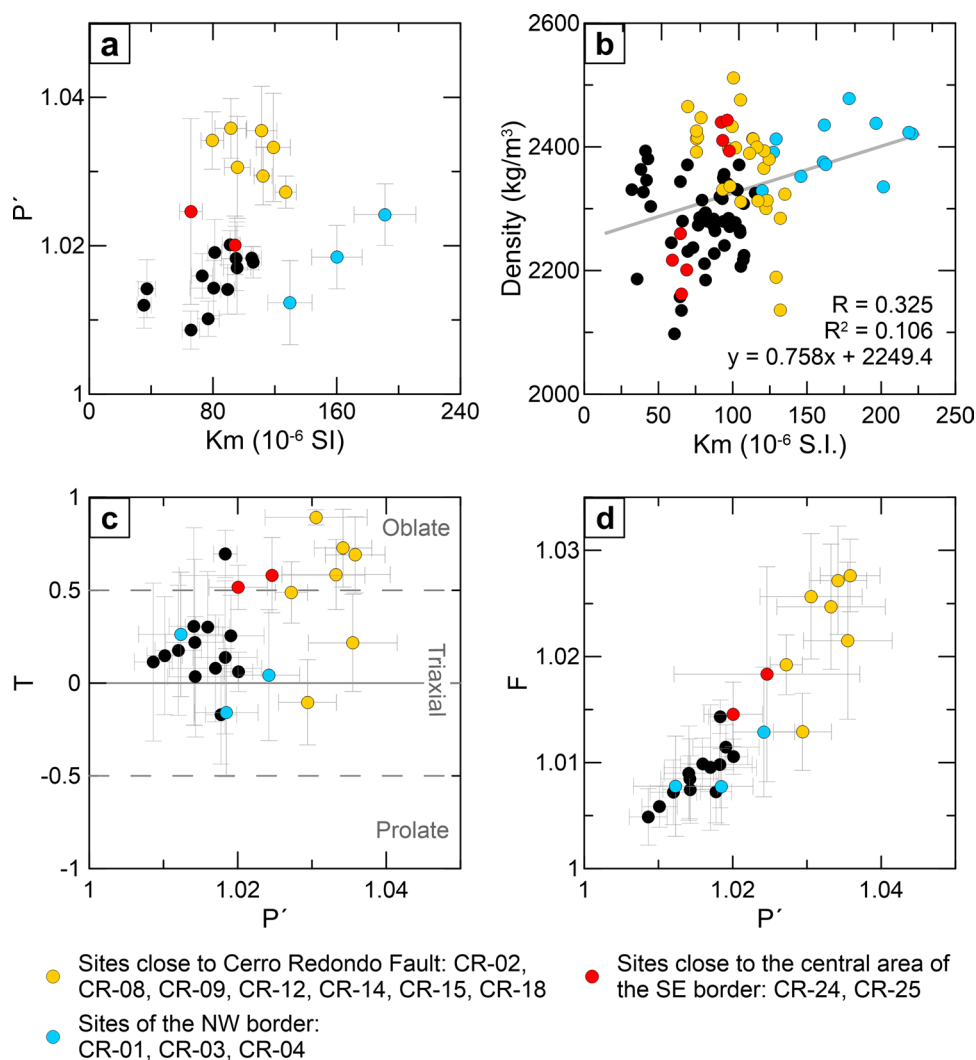 a
P´
1.04
1.02
1
0
80
160
240
Km (10⁻⁶ SI)
b
Density (kg/m³)
2600
2400
2200
2000
0
50
100
150
200
250
Km (10⁻⁶ S.I.)
R = 0.325
R² = 0.106
y = 0.758x + 2249.4
c
T
1
0.5
0
-0.5
-1
Oblate
Triaxial
Prolate
1
1.02
1.04
P´
d
F
1.03
1.02
1.01
1
1
1.02
1.04
P´
Sites close to Cerro Redondo Fault: CR-02,
CR-08, CR-09, CR-12, CR-14, CR-15, CR-18
Sites of the NW border:
CR-01, CR-03, CR-04
Sites close to the central area of
the SE border: CR-24, CR-25